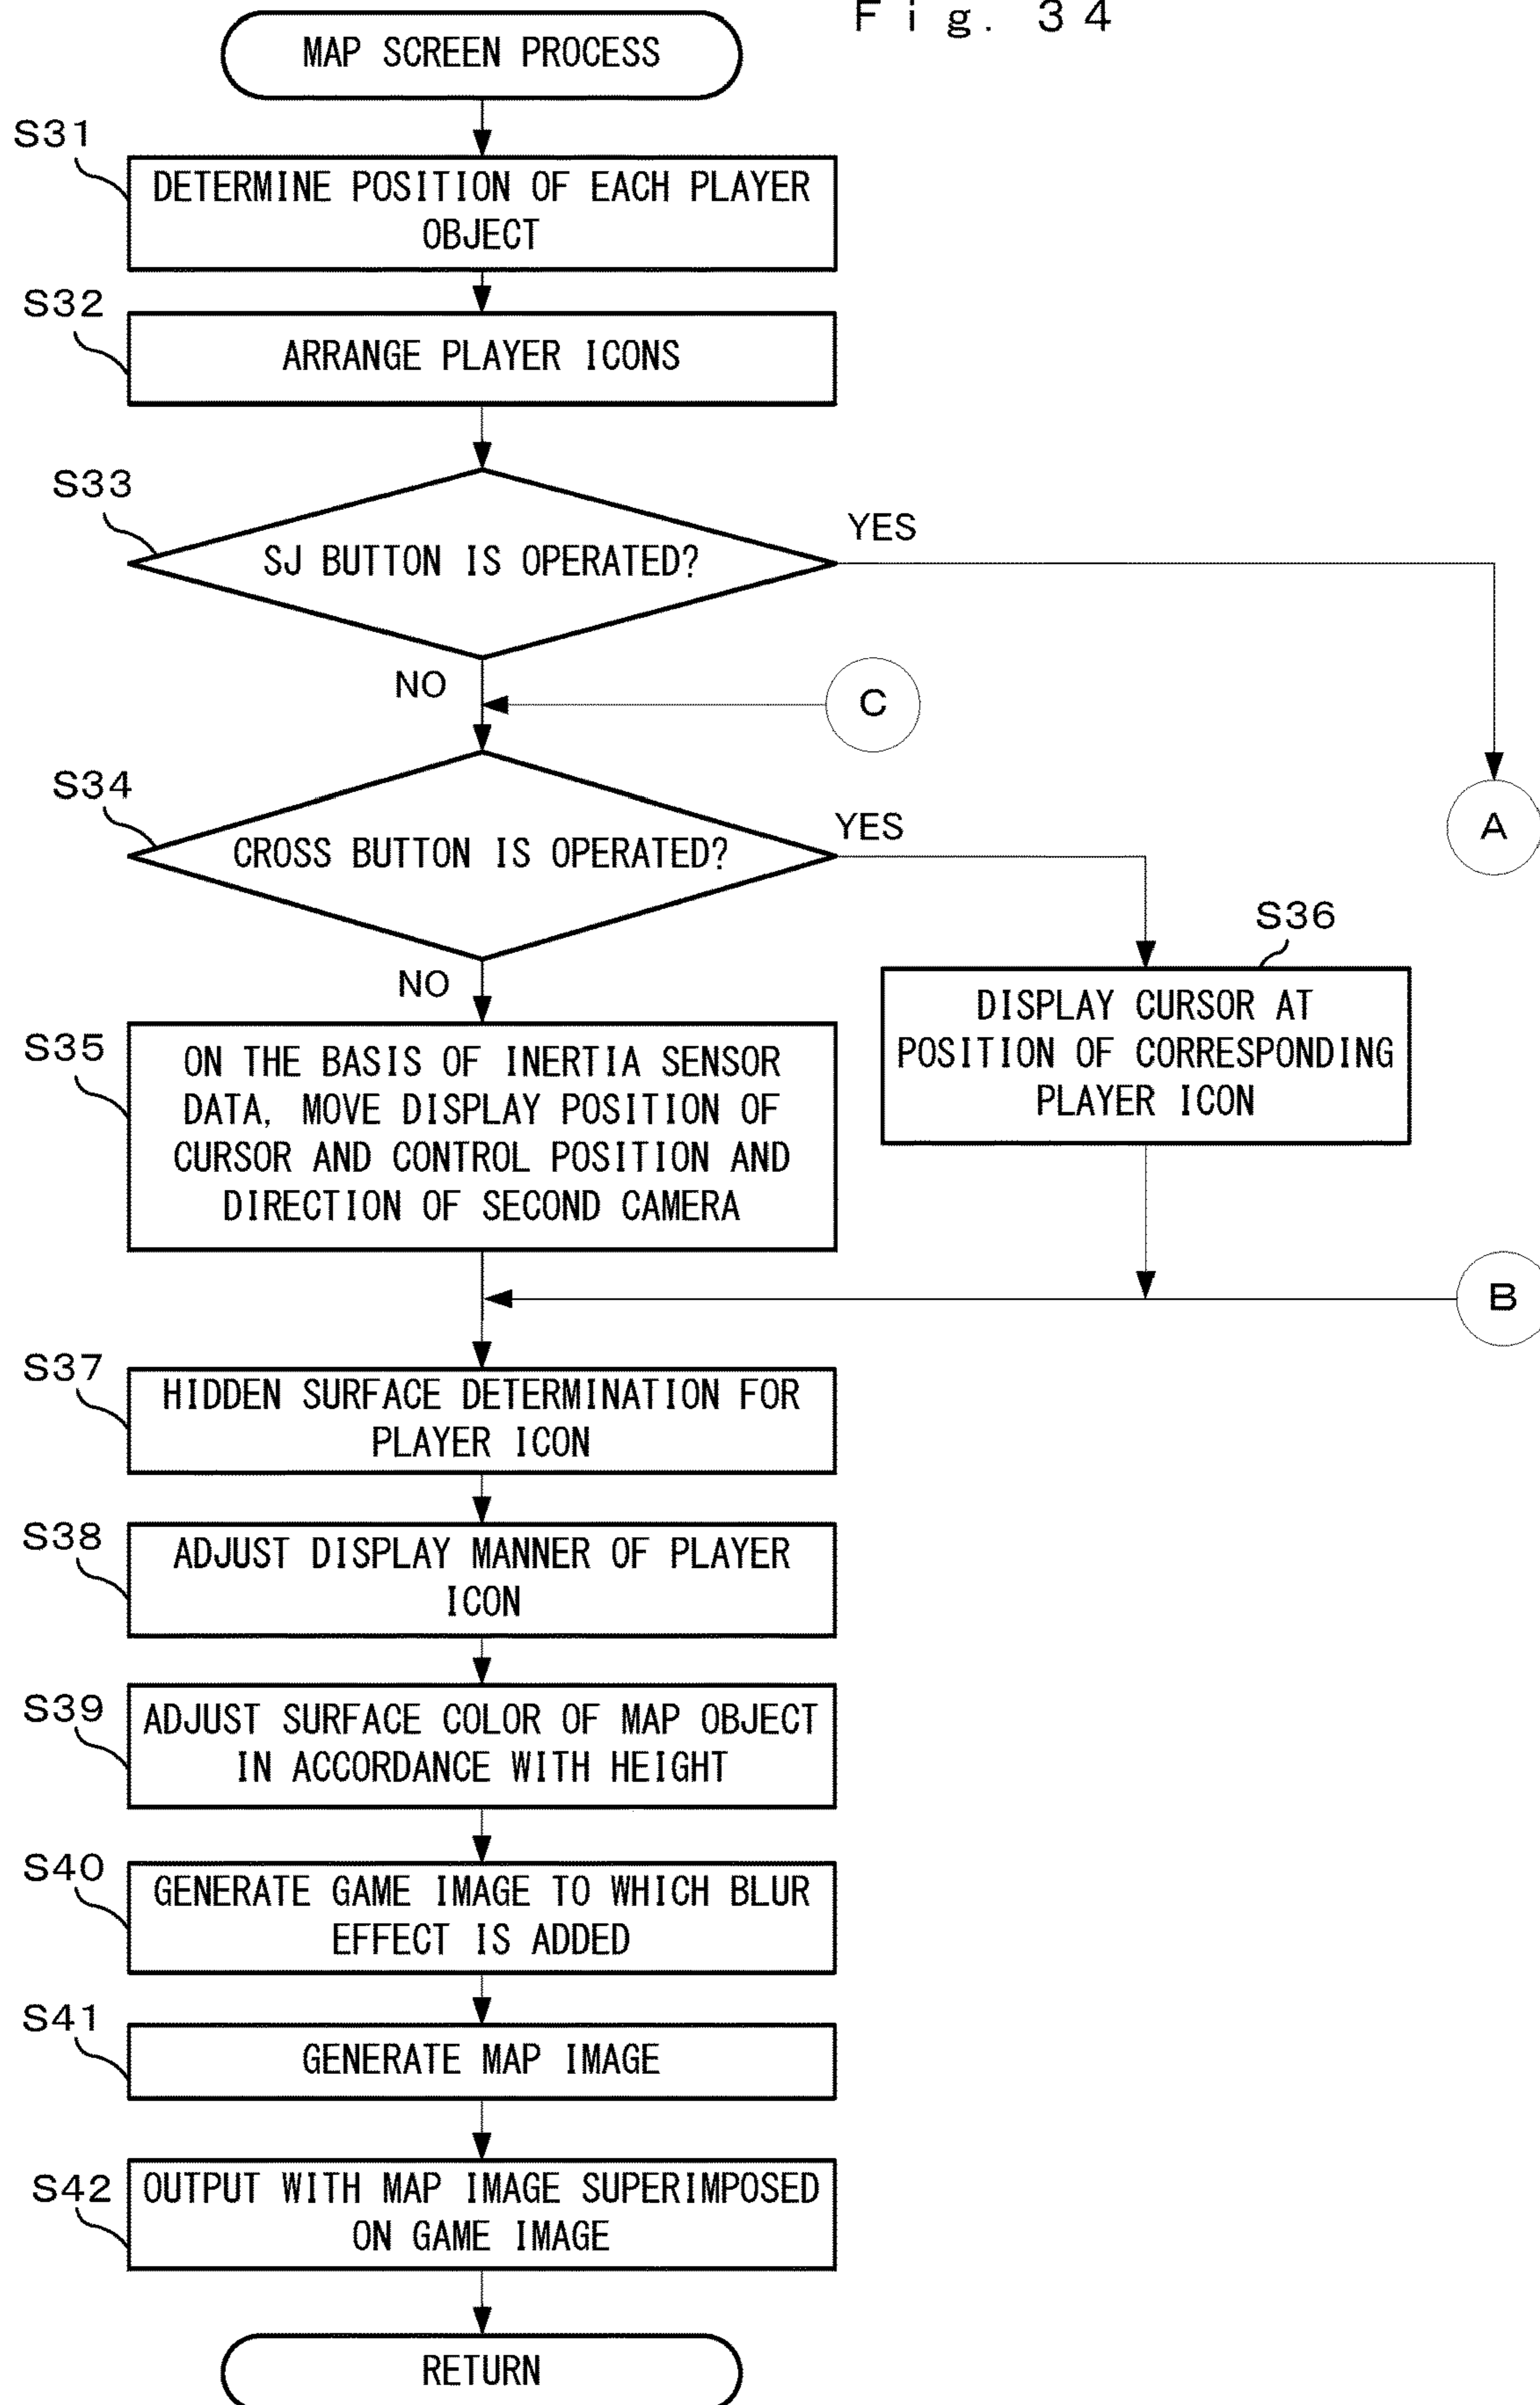 Fig. 34
MAP SCREEN PROCESS
S31
DETERMINE POSITION OF EACH PLAYER
OBJECT
S32
ARRANGE PLAYER ICONS
S33
SJ BUTTON IS OPERATED?
YES
NO
C
A
S34
CROSS BUTTON IS OPERATED?
YES
NO
S36
DISPLAY CURSOR AT
POSITION OF CORRESPONDING
PLAYER ICON
S35
ON THE BASIS OF INERTIA SENSOR
DATA, MOVE DISPLAY POSITION OF
CURSOR AND CONTROL POSITION AND
DIRECTION OF SECOND CAMERA
B
S37
HIDDEN SURFACE DETERMINATION FOR
PLAYER ICON
S38
ADJUST DISPLAY MANNER OF PLAYER
ICON
S39
ADJUST SURFACE COLOR OF MAP OBJECT
IN ACCORDANCE WITH HEIGHT
S40
GENERATE GAME IMAGE TO WHICH BLUR
EFFECT IS ADDED
S41
GENERATE MAP IMAGE
S42
OUTPUT WITH MAP IMAGE SUPERIMPOSED
ON GAME IMAGE
RETURN